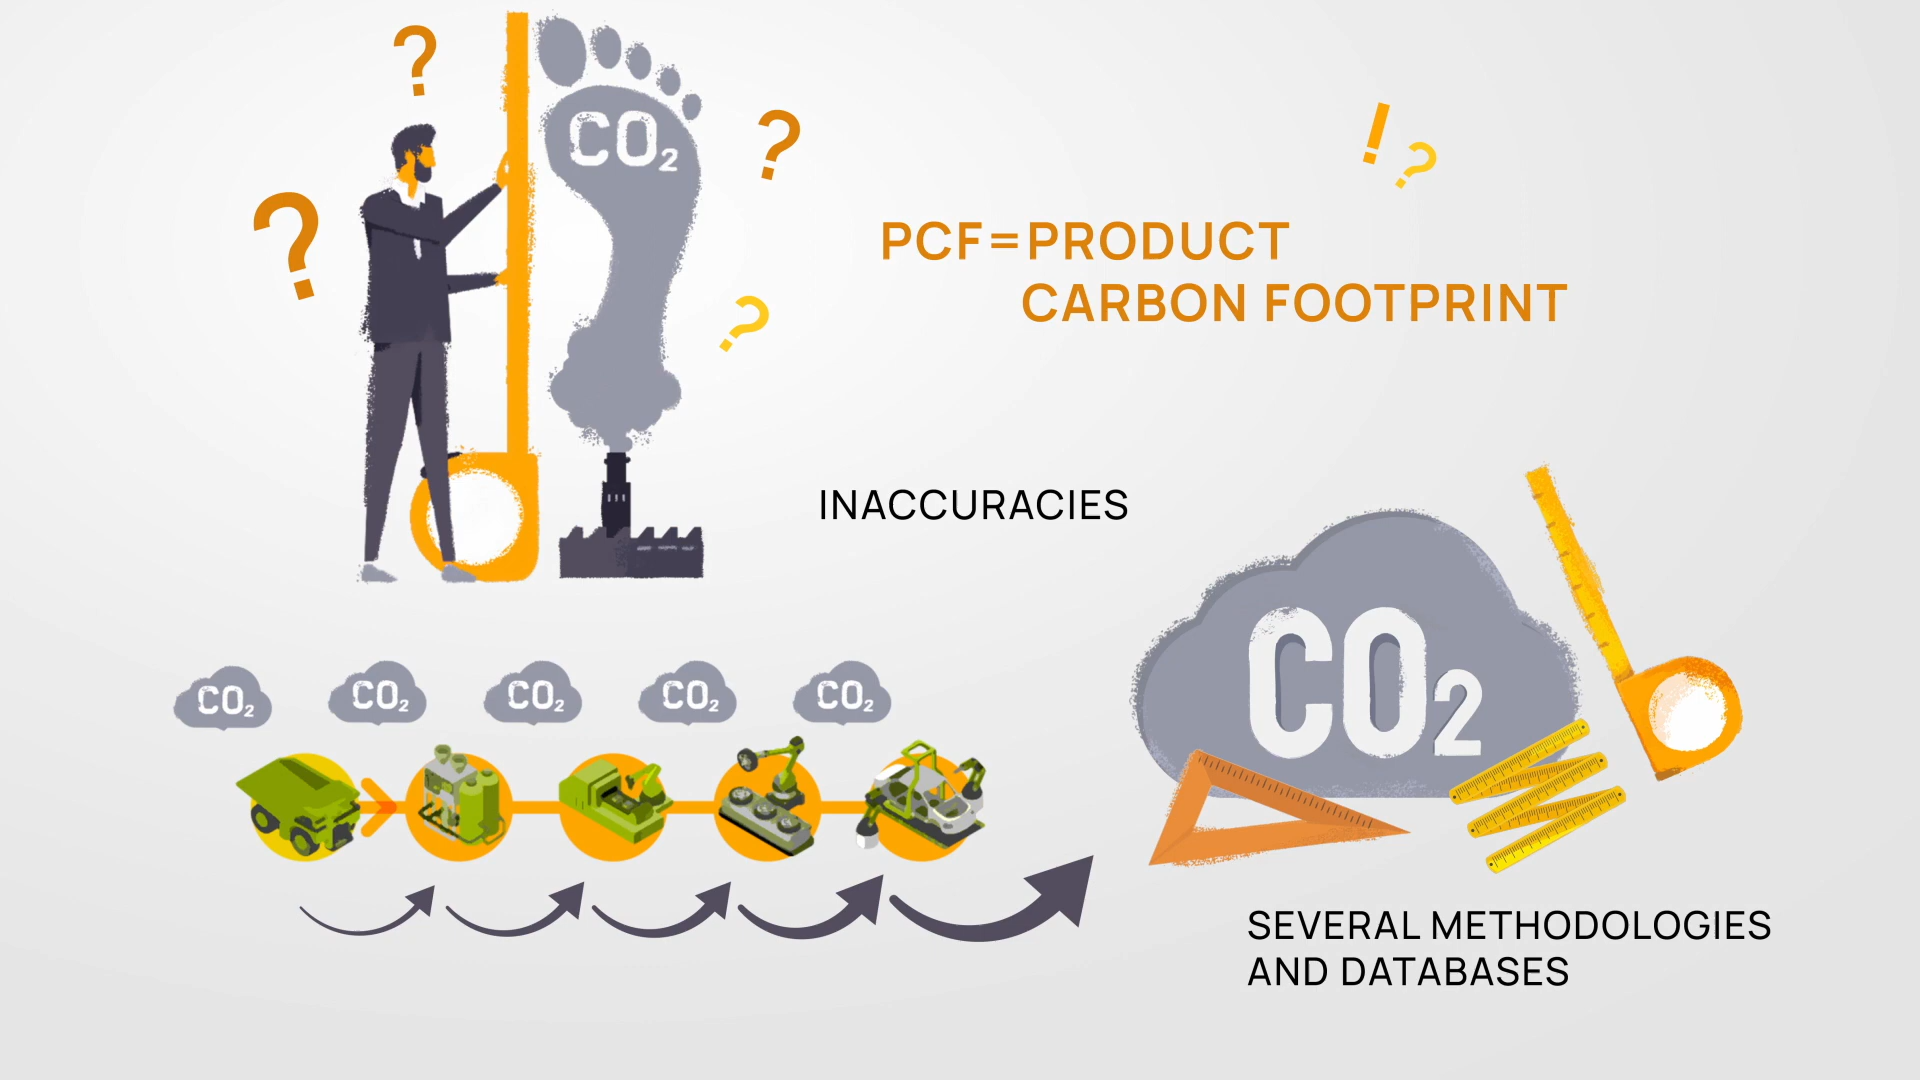 ?
?
?
?
CO₂
!
?
PCF=PRODUCT
CARBON FOOTPRINT
INACCURACIES
CO₂
CO₂ CO₂ CO₂ CO₂ CO₂
SEVERAL METHODOLOGIES
AND DATABASES